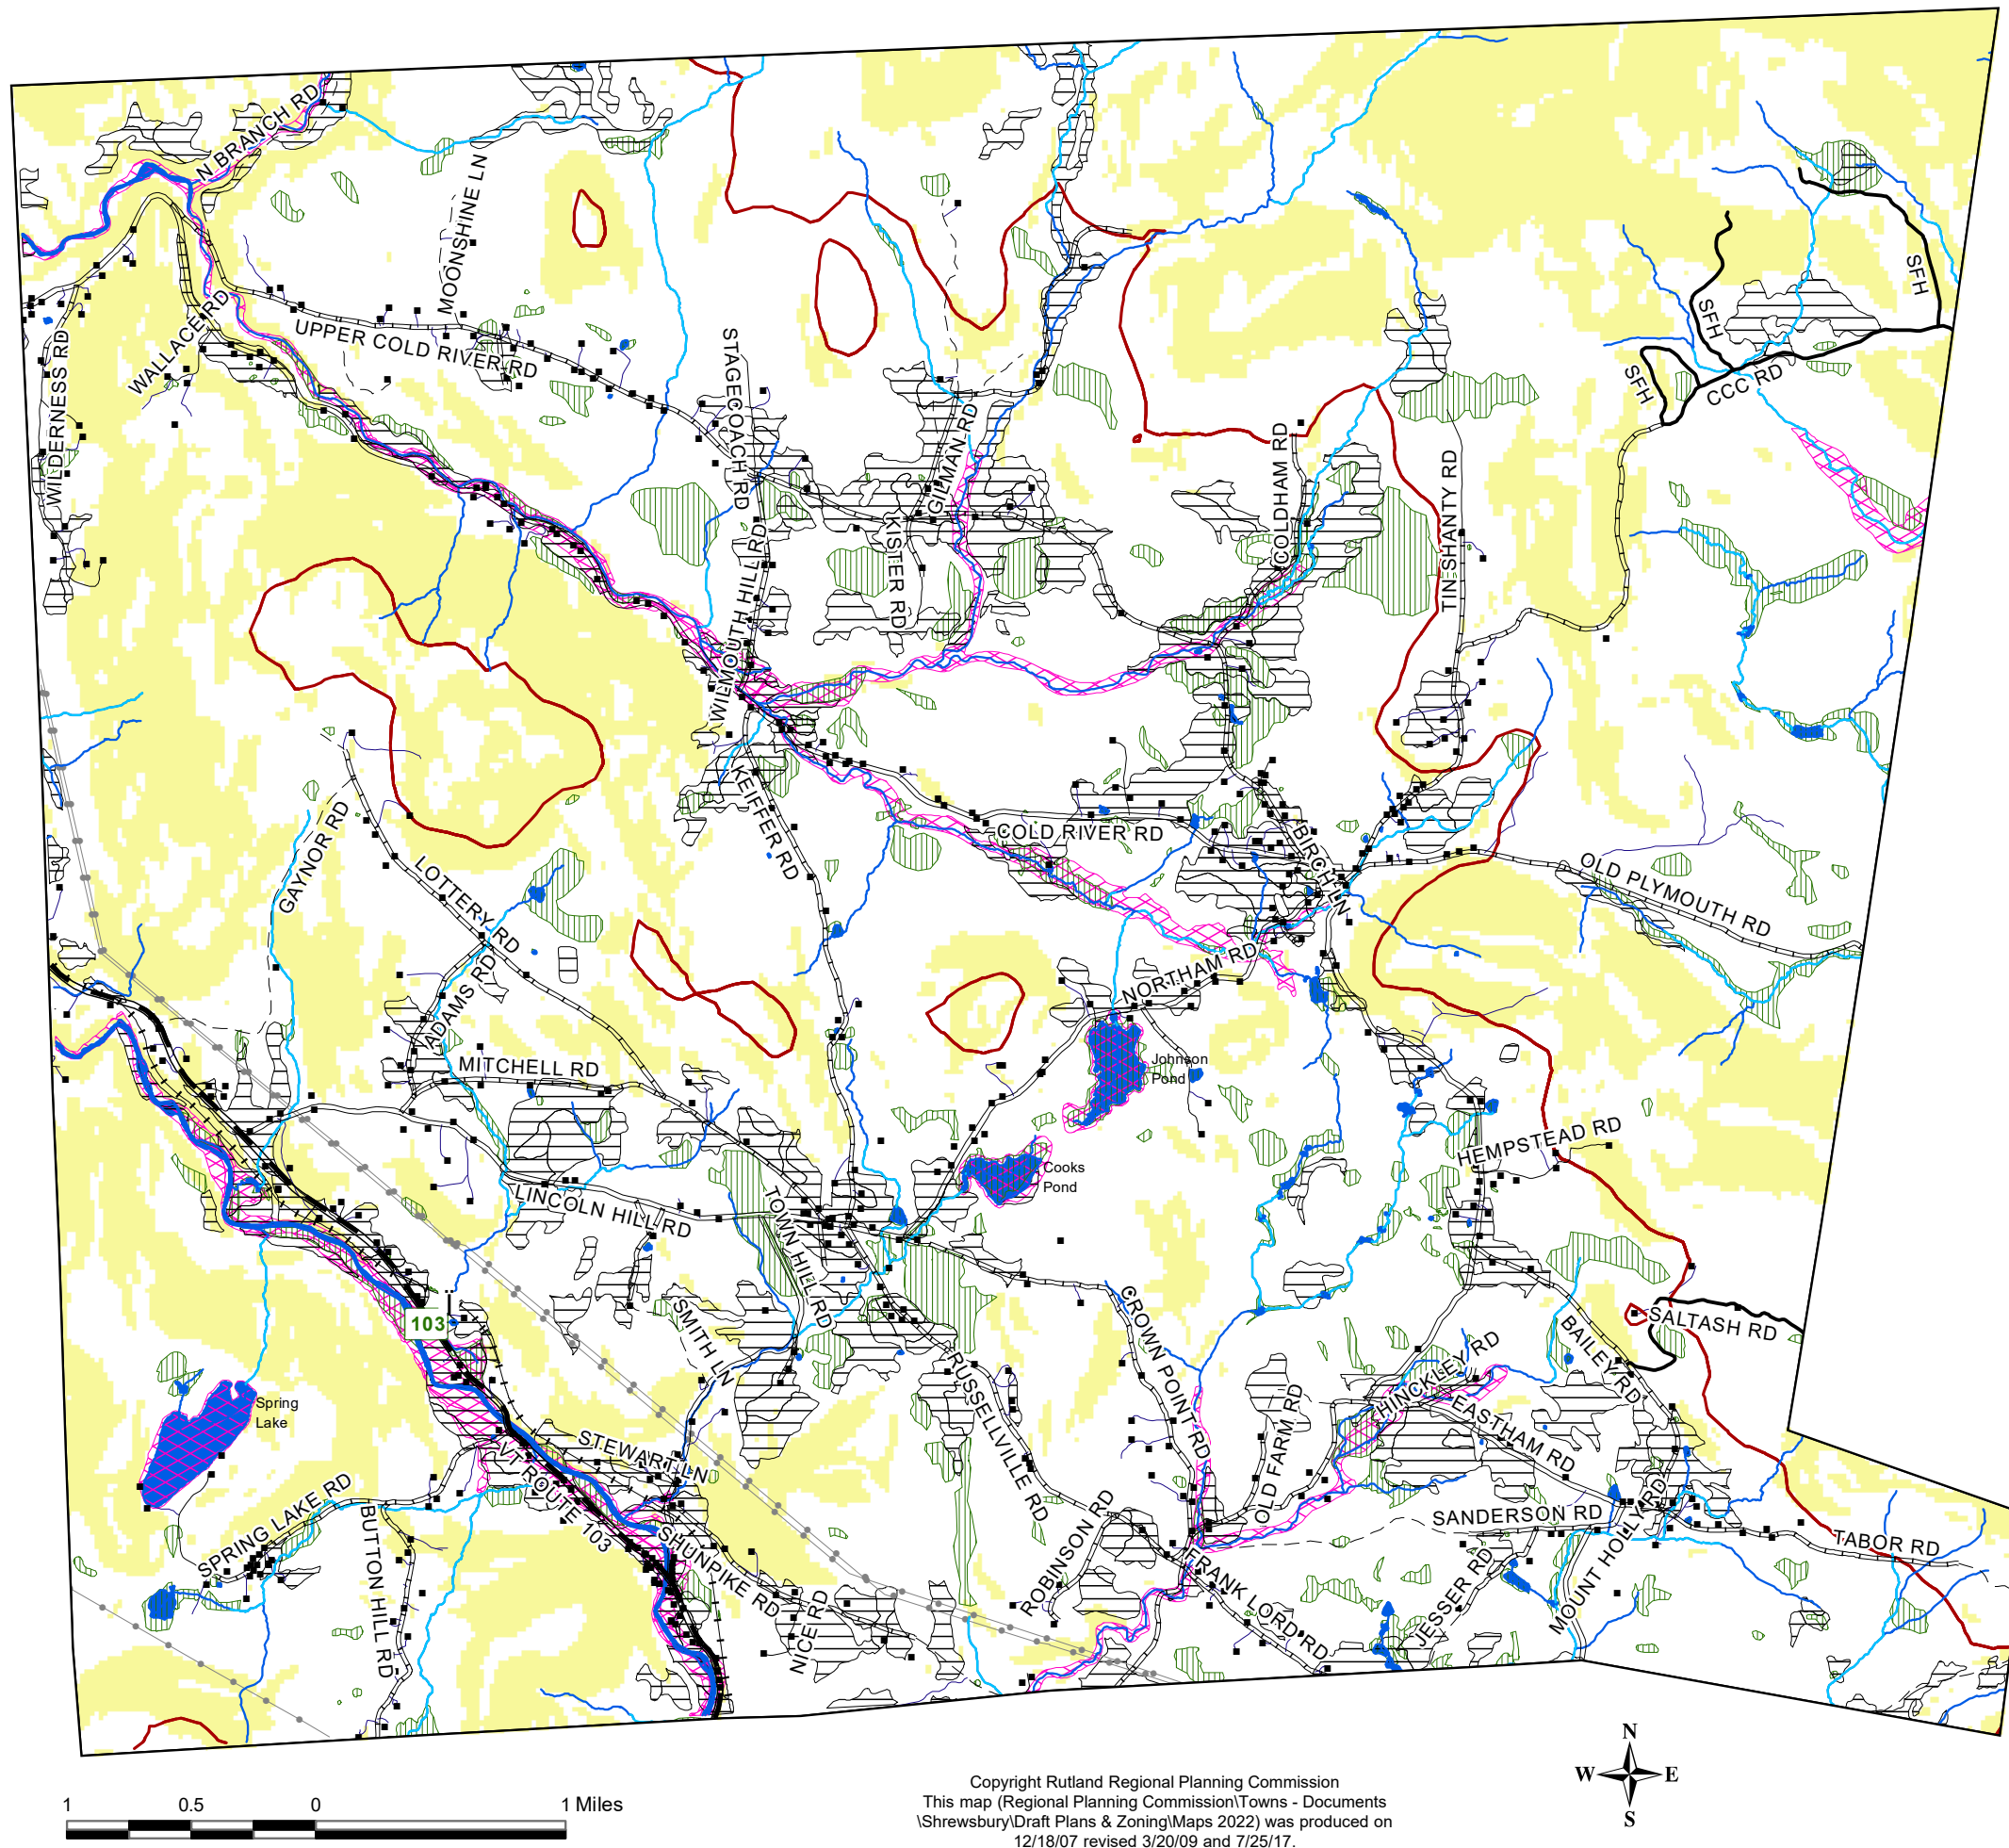 N BRANCH RD
MOONSHINE LN
WALLACE RD
UPPER COLD RIVER RD
WILDERNESS RD
STAGECOACH RD
GILMAN RD
KISTER RD
WILMOUTH HILL RD
COLDHAM RD
TIN SHANTY RD
SFH
SFH
SFH
CCC RD
KEIFFER RD
COLD RIVER RD
BIRCH LN
OLD PLYMOUTH RD
GAYNOR RD
LOTTERY RD
ADAMS RD
MITCHELL RD
NORTHAM RD
Johnson
Pond
Cooks
Pond
HEMPSTEAD RD
LINCOLN HILL RD
TOWN HILL RD
SMITH LN
103
CROWN POINT RD
SALTASH RD
BAILEY RD
HINCKLEY RD
EASTHAM RD
RUSSELLVILLE RD
OLD FARM RD
Spring
Lake
STEWART LN
VT ROUTE 103
SPRING LAKE RD
BUTTON HILL RD
SHUNPIKE RD
NICE RD
ROBINSON RD
FRANK LORD RD
SANDERSON RD
JESSER RD
MOUNT HOLLY RD
TABOR RD
N
W E
S
1 0.5 0 1 Miles
Copyright Rutland Regional Planning Commission
This map (Regional Planning Commission\Towns - Documents
\Shrewsbury\Draft Plans & Zoning\Maps 2022) was produced on
12/18/07 revised 3/20/09 and 7/25/17.